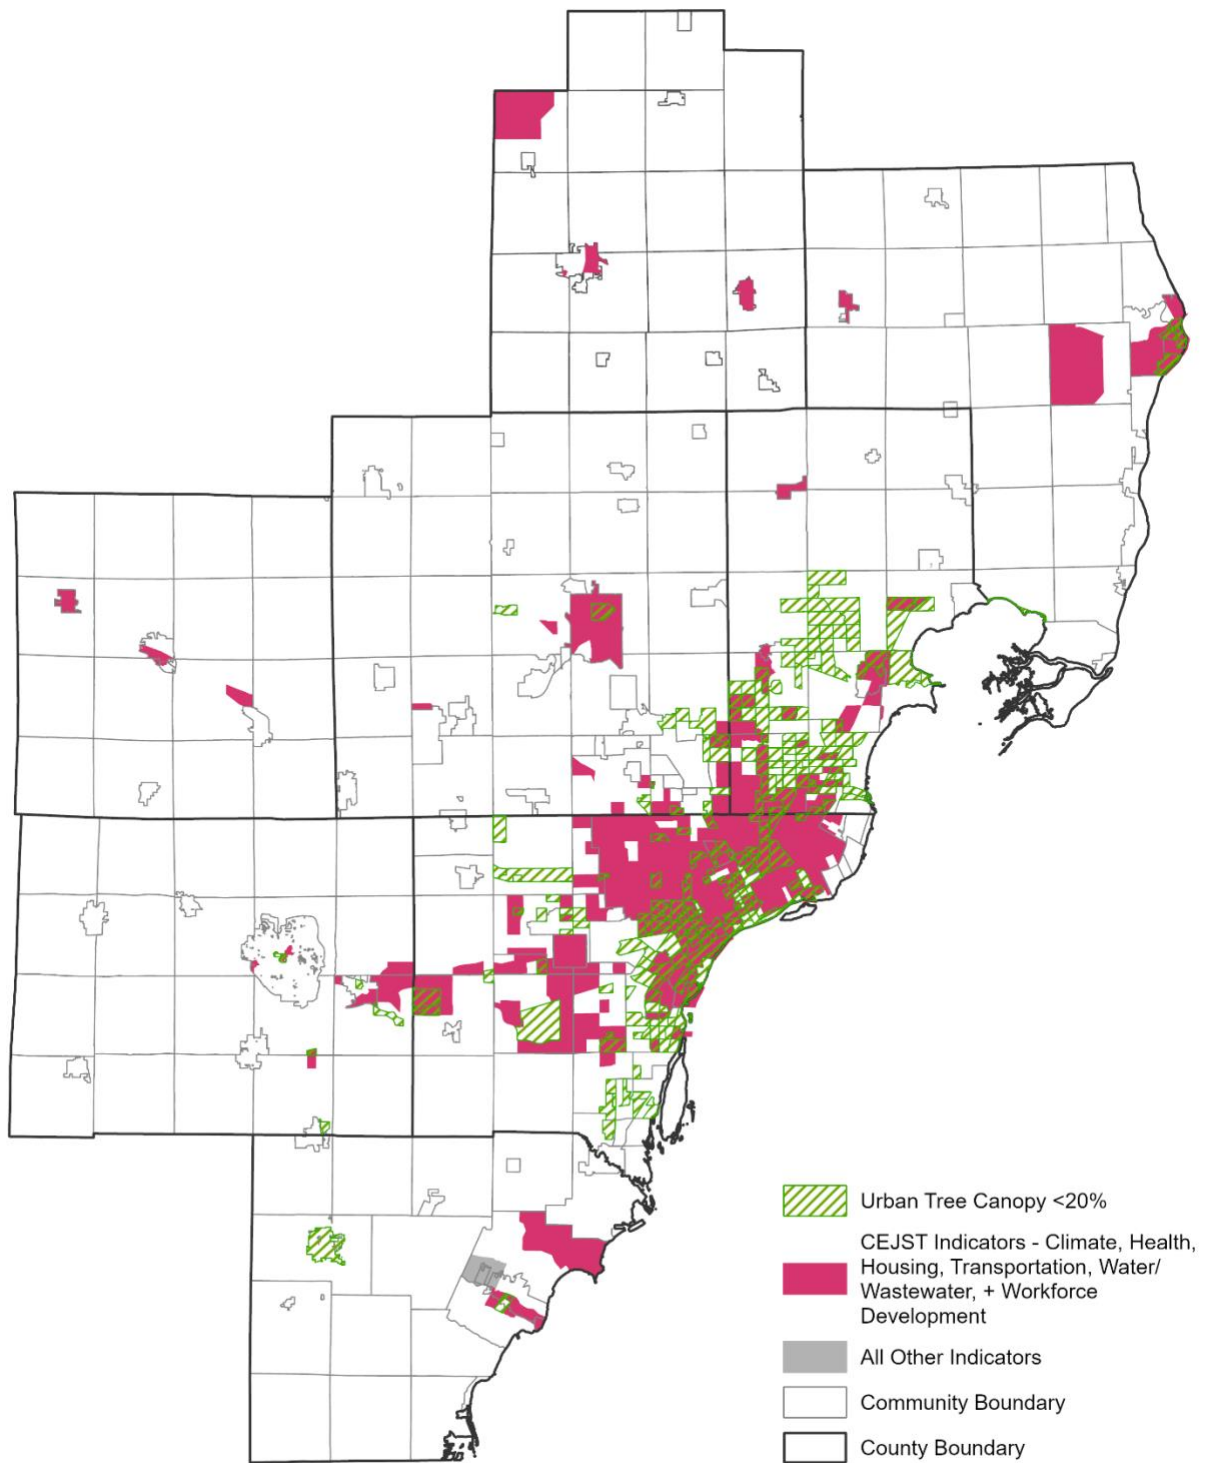 Urban Tree Canopy <20%
CEJST Indicators - Climate, Health,
Housing, Transportation, Water/
Wastewater, + Workforce
Development
All Other Indicators
Community Boundary
County Boundary